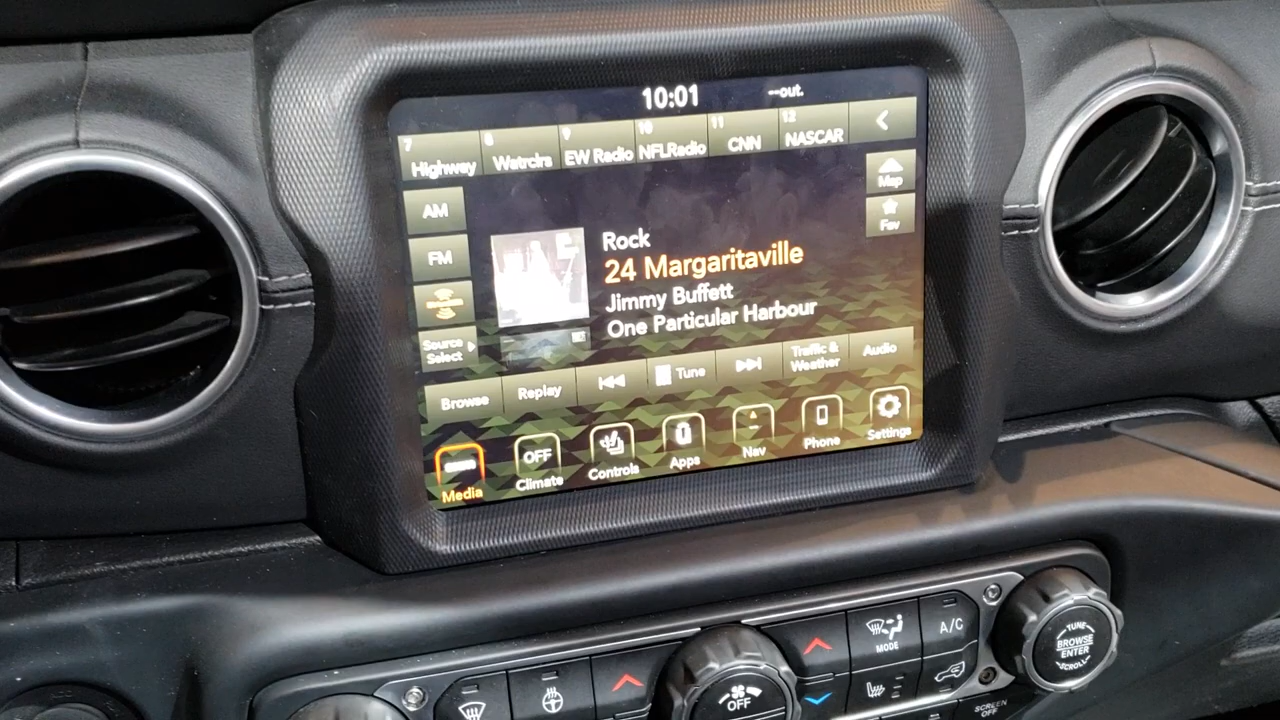 10:01
--out.
7 8 9 10 11 12
Highway Watrclrs EW Radio NFLRadio CNN NASCAR
AM
FM
Source
Select
Map
Fav
Rock
24 Margaritaville
Jimmy Buffett
One Particular Harbour
Browse Replay Tune Traffic & Weather Audio
OFF
Media Climate Controls Apps Nav Phone Settings
MODE
A/C
OFF
SCREEN
OFF
TUNE
BROWSE
ENTER
SCROLL